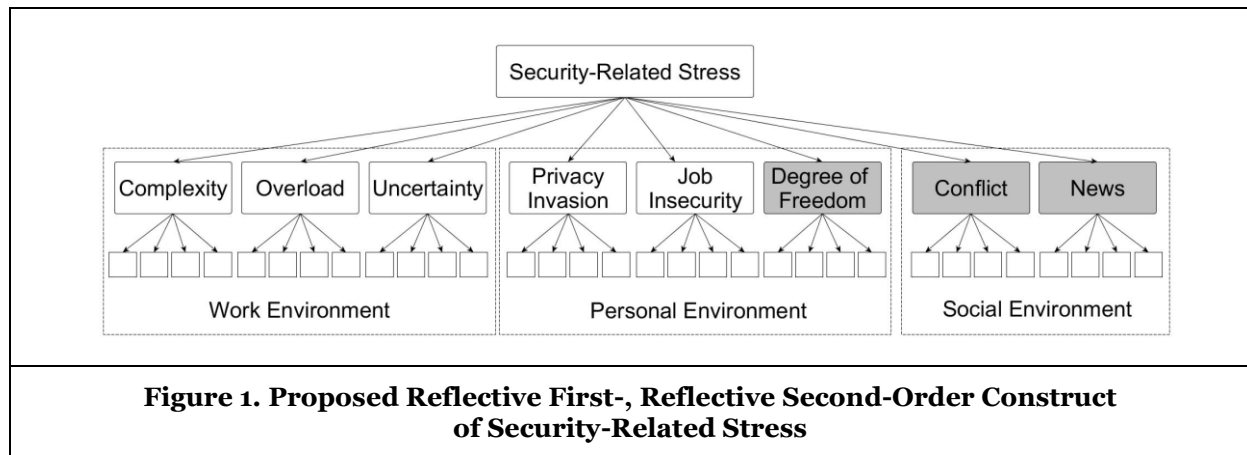 Security-Related Stress
Complexity
Overload
Uncertainty
Privacy
Invasion
Job
Insecurity
Degree of
Freedom
Conflict
News
Work Environment
Personal Environment
Social Environment
Figure 1. Proposed Reflective First-, Reflective Second-Order Construct
of Security-Related Stress